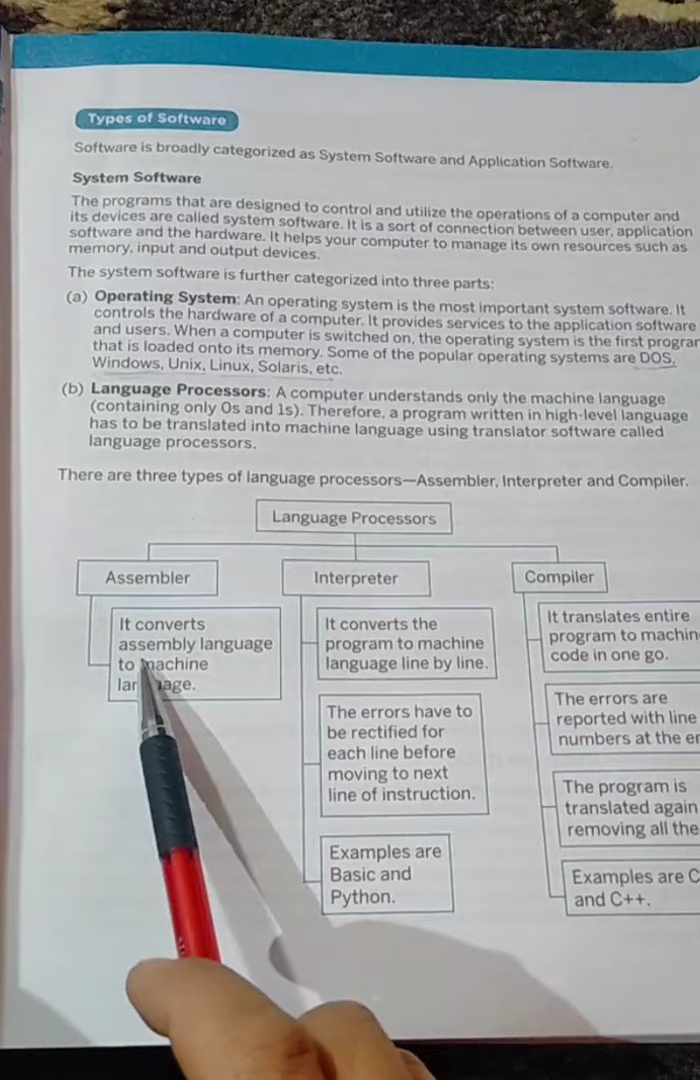 Types of Software
Software is broadly categorized as System Software and Application Software.
System Software
The programs that are designed to control and utilize the operations of a computer and
its devices are called system software. It is a sort of connection between user, application
software and the hardware. It helps your computer to manage its own resources such as
memory, input and output devices.
The system software is further categorized into three parts:
(a) Operating System: An operating system is the most important system software. It
controls the hardware of a computer. It provides services to the application software
and users. When a computer is switched on, the operating system is the first
that is loaded onto its memory. Some of the popular operating systems are DOS,
Windows, Unix, Linux, Solaris, etc.
(b) Language Processors: A computer understands only the machine language
(containing only 0s and 1s). Therefore, a program written in high-level language
has to be translated into machine language using translator software called
language processors.
There are three types of language processors—Assembler, Interpreter and Compiler.
Language Processors
Assembler
It converts
assembly language
to machine
Interpreter
It converts the
program to machine
language line by line.
The errors have to
be rectified for
each line before
moving to next
line of instruction.
Examples are
Basic and
Python.
Compiler
It translates entire
program to
code in one go.
The errors are
reported with line
numbers at the
The program is
translated again
removing all the
Examples are C
and C++.